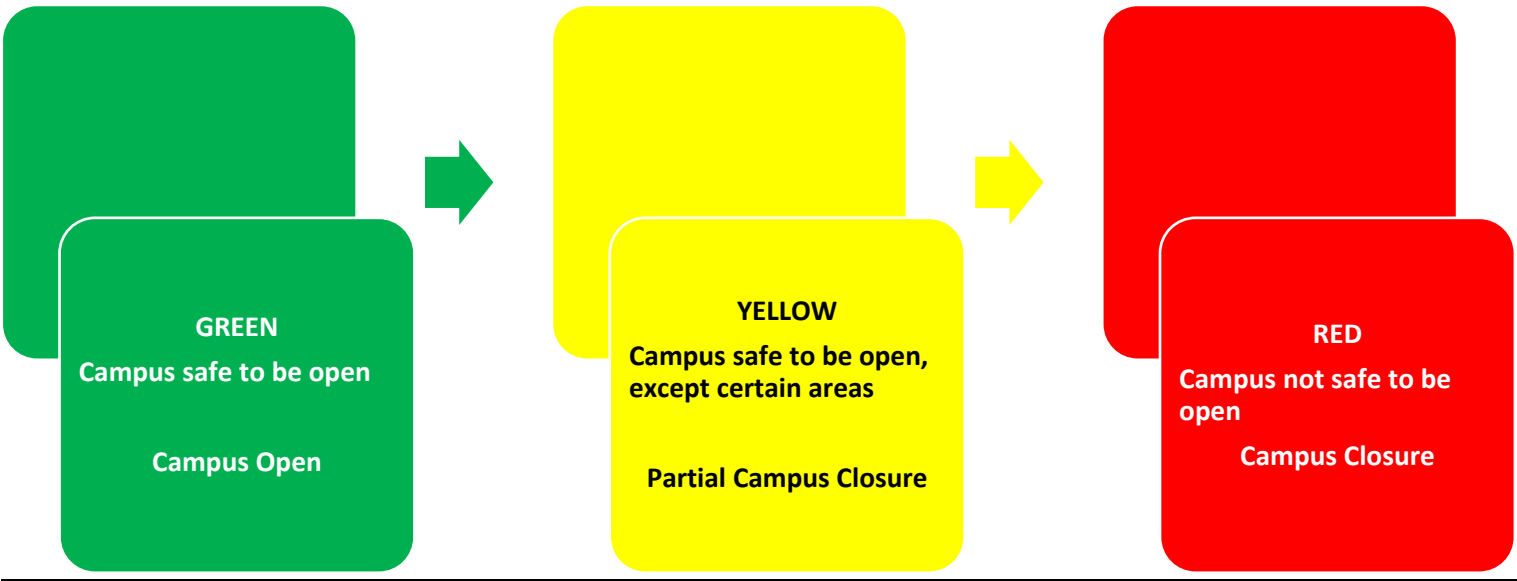 GREEN
Campus safe to be open
Campus Open
YELLOW
Campus safe to be open,
except certain areas
Partial Campus Closure
RED
Campus not safe to be
open
Campus Closure